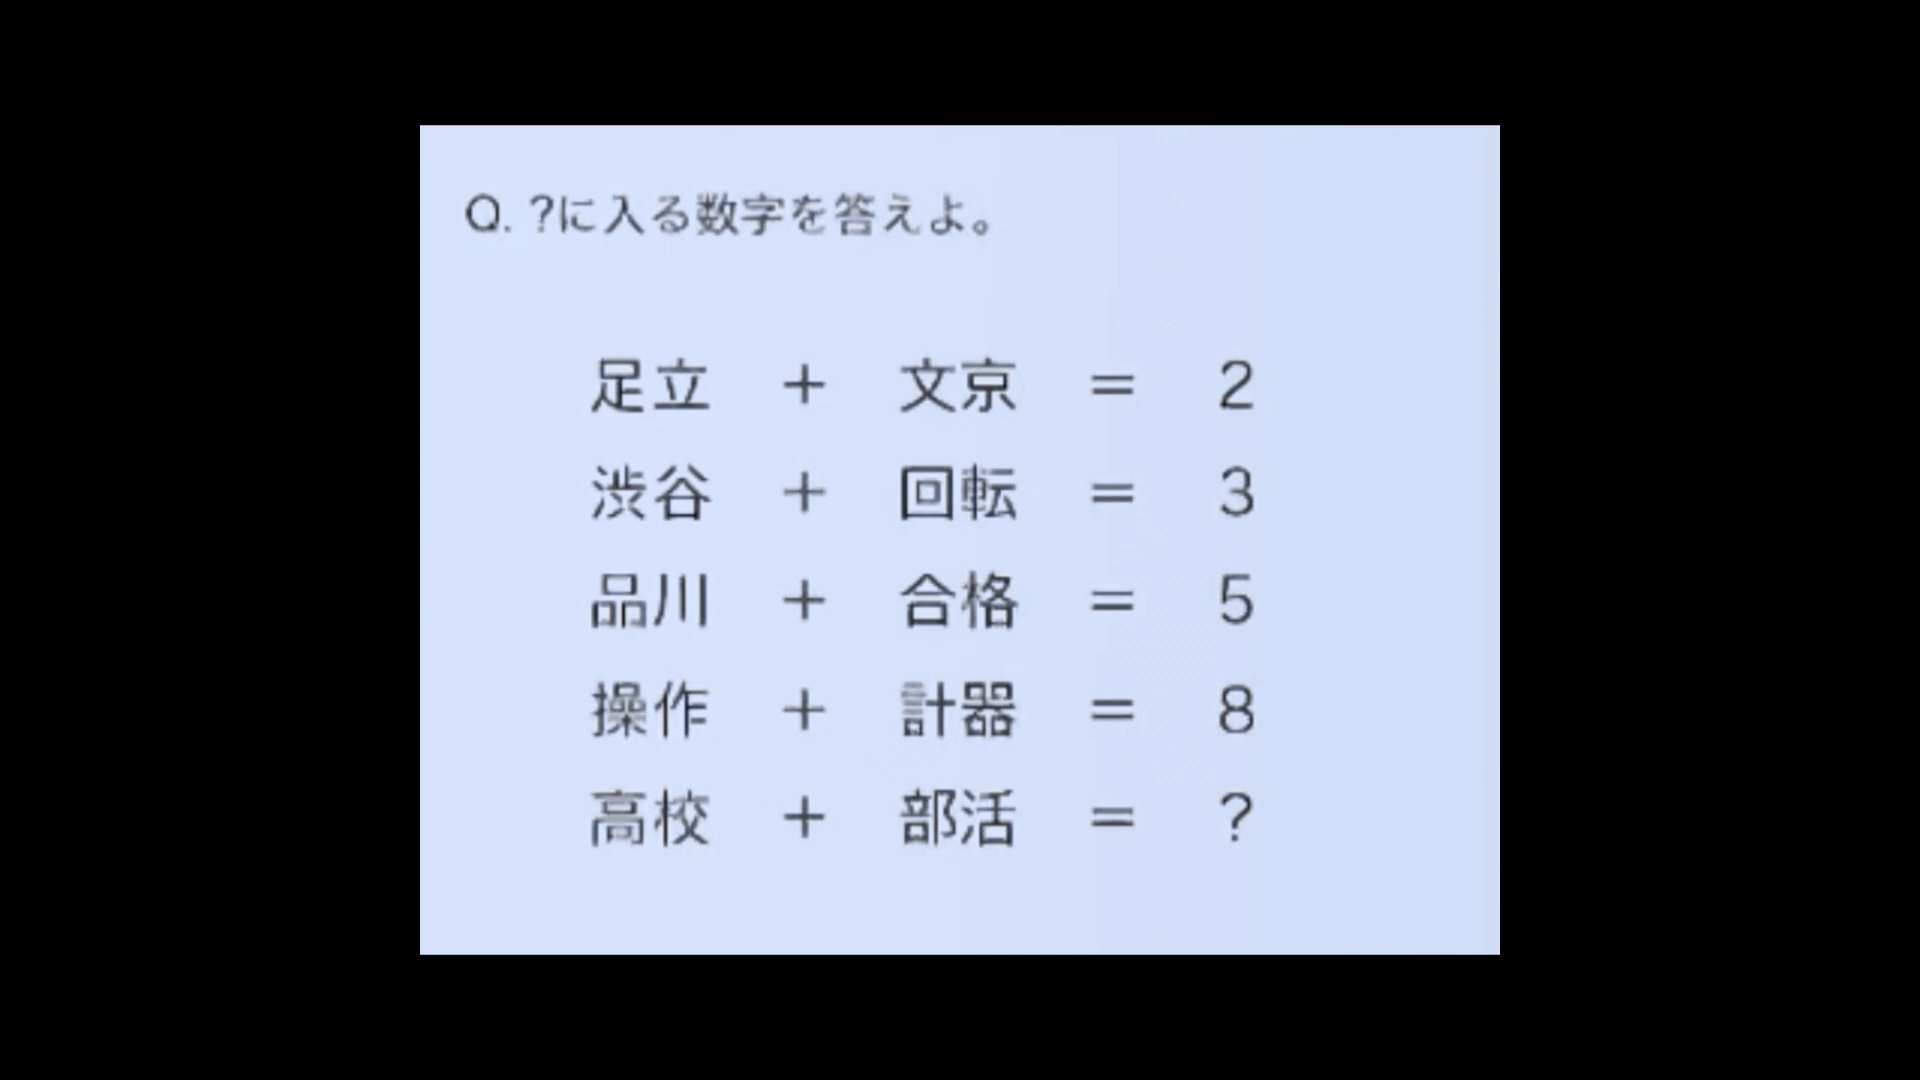 Q. ?に入る数字を答えよ。
足立 + 文京 = 2
渋谷 + 回転 = 3
品川 + 合格 = 5
操作 + 計器 = 8
高校 + 部活 = ?